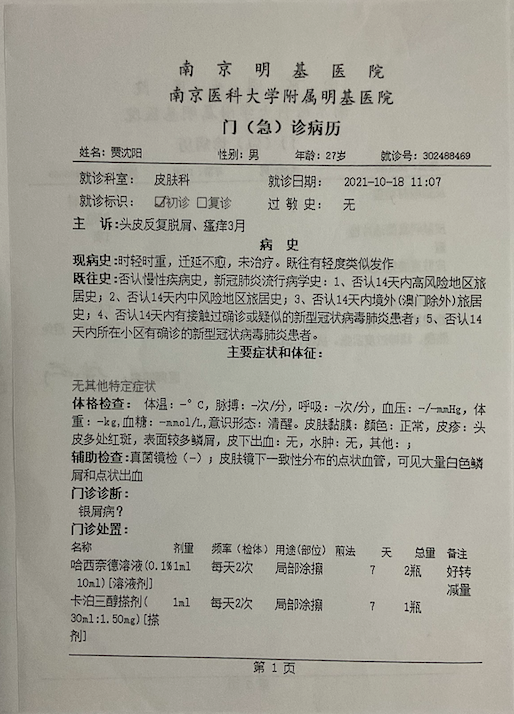 南京明基医院
南京医科大学附属明基医院
门（急）诊病历
姓名：贾沈阳 性别：男 年龄：27岁 就诊号：302488469
就诊科室： 皮肤科 就诊日期： 2021-10-18 11:07
就诊标识： ☑初诊 □复诊 过敏史： 无
主 诉:头皮反复脱屑、瘙痒3月
病 史
现病史:时轻时重，迁延不愈，未治疗。既往有轻度类似发作
既往史:否认慢性疾病史，新冠肺炎流行病学史：1、否认14天内高风险地区旅
居史；2、否认14天内中风险地区旅居史；3、否认14天内境外(澳门除外)旅居
史；4、否认14天内有接触过确诊或疑似的新型冠状病毒肺炎患者；5、否认14
天内所在小区有确诊的新型冠状病毒肺炎患者。
主要症状和体征：
无其他特定症状
体格检查： 体温：-°C，脉搏：-次/分，呼吸：-次/分，血压：-/-mmHg，体
重：-kg,血糖：-mmol/L,意识形态：清醒。皮肤黏膜：颜色：正常，皮疹：头
皮多处红斑，表面较多鳞屑，皮下出血：无，水肿：无，其他：；
辅助检查:真菌镜检（-）；皮肤镜下一致性分布的点状血管，可见大量白色鳞
屑和点状出血
门诊诊断：
银屑病？
门诊处置：
名称 剂量 频率（检体） 用途(部位) 煎法 天 总量 备注
哈西奈德溶液(0.1% 1ml 每天2次 局部涂擦 7 2瓶 好转
10ml)[溶液剂] 减量
卡泊三醇搽剂( 1ml 每天2次 局部涂擦 7 1瓶
30ml:1.50mg)[搽
剂]
第 1 页